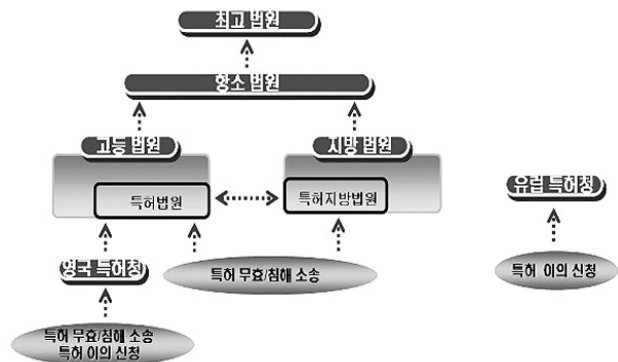 최고 법원
항소 법원
고등 법원
지방 법원
특허법원
특허지방법원
유럽 특허청
영국 특허청
특허 무효/침해 소송
특허 이의 신청
특허 무효/침해 소송
특허 이의 신청